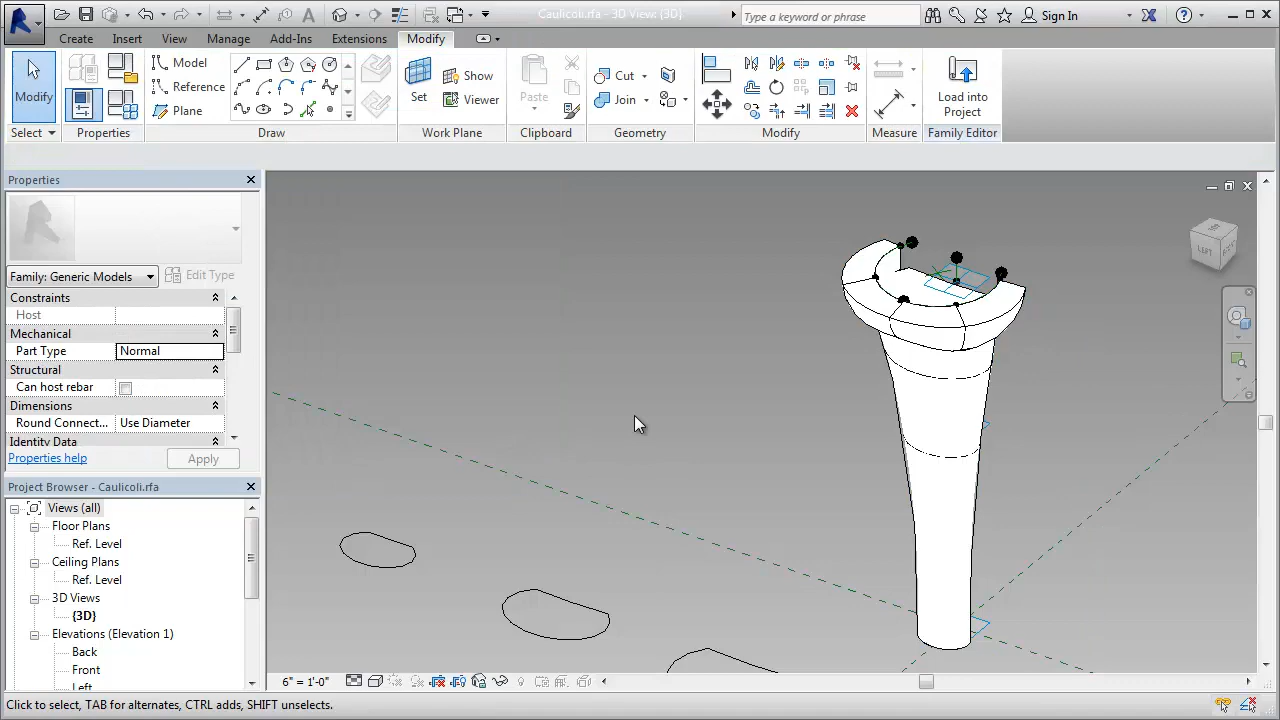 Caulicoli.rfa - 3D View: {3D}
Type a keyword or phrase
Sign In
Create Insert View Manage Add-Ins Extensions Modify
Modify
Select
Properties
Model
Reference
Plane
Draw
Set
Show
Viewer
Work Plane
Paste
Clipboard
Cut
Join
Geometry
Modify
Measure
Load into
Project
Family Editor
Properties
Family: Generic Models
Edit Type
Constraints
Host
Mechanical
Part Type Normal
Structural
Can host rebar
Dimensions
Round Connect... Use Diameter
Identity Data
Properties help
Apply
Project Browser - Caulicoli.rfa
Views (all)
Floor Plans
Ref. Level
Ceiling Plans
Ref. Level
3D Views
{3D}
Elevations (Elevation 1)
Back
Front
Left
LEFT
6" = 1'-0"
Click to select, TAB for alternates, CTRL adds, SHIFT unselects.